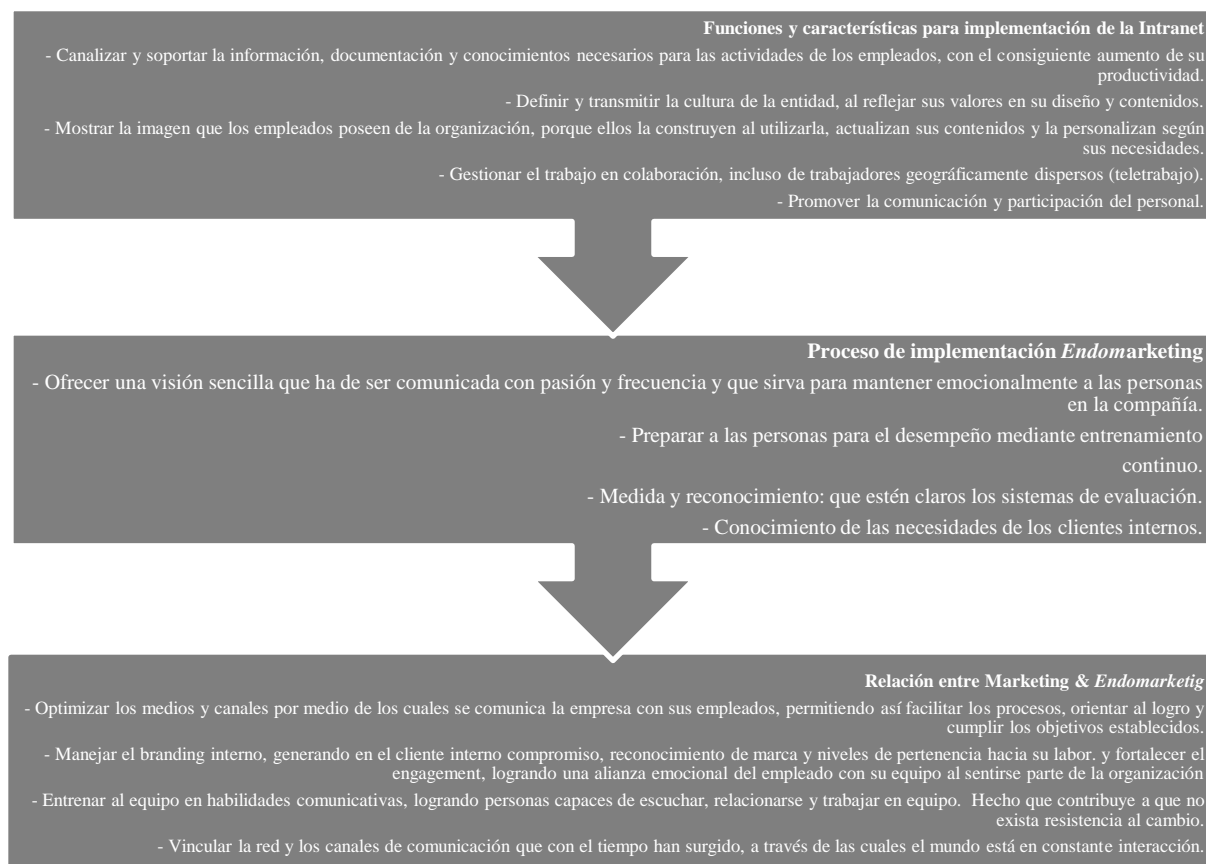 Funciones y características para implementación de la Intranet
- Canalizar y soportar la información, documentación y conocimientos necesarios para las actividades de los empleados, con el consiguiente aumento de su
productividad.
- Definir y transmitir la cultura de la entidad, al reflejar sus valores en su diseño y contenidos.
- Mostrar la imagen que los empleados poseen de la organización, porque ellos la construyen al utilizarla, actualizan sus contenidos y la personalizan según
sus necesidades.
- Gestionar el trabajo en colaboración, incluso de trabajadores geográficamente dispersos (teletrabajo).
- Promover la comunicación y participación del personal.
Proceso de implementación Endomarketing
- Ofrecer una visión sencilla que ha de ser comunicada con pasión y frecuencia y que sirva para mantener emocionalmente a las personas
en la compañía.
- Preparar a las personas para el desempeño mediante entrenamiento
continuo.
- Medida y reconocimiento: que estén claros los sistemas de evaluación.
- Conocimiento de las necesidades de los clientes internos.
Relación entre Marketing & Endomarketig
- Optimizar los medios y canales por medio de los cuales se comunica la empresa con sus empleados, permitiendo así facilitar los procesos, orientar al logro y
cumplir los objetivos establecidos.
- Manejar el branding interno, generando en el cliente interno compromiso, reconocimiento de marca y niveles de pertenencia hacia su labor. y fortalecer el
engagement, logrando una alianza emocional del empleado con su equipo al sentirse parte de la organización
- Entrenar al equipo en habilidades comunicativas, logrando personas capaces de escuchar, relacionarse y trabajar en equipo. Hecho que contribuye a que no
exista resistencia al cambio.
- Vincular la red y los canales de comunicación que con el tiempo han surgido, a través de las cuales el mundo está en constante interacción.